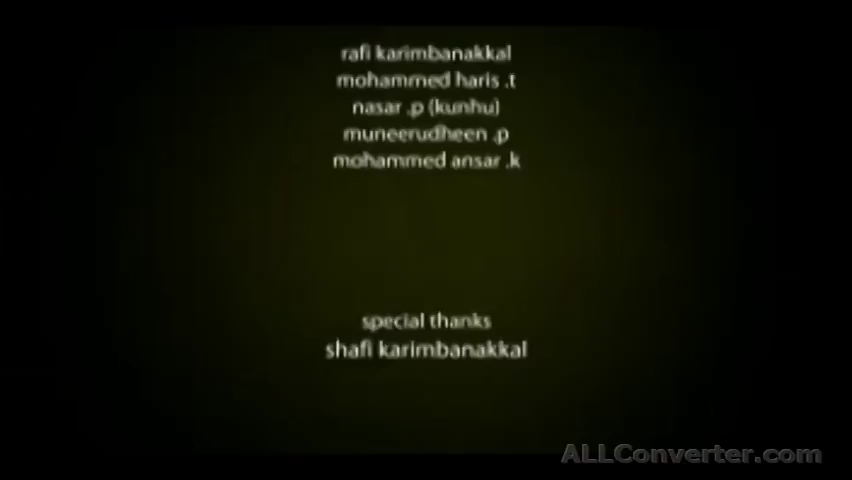 rafi karimbanakkal
mohammed haris .t
nasar .p (kunhu)
muneerudheen .p
mohammed ansar .k
special thanks
shafi karimbanakkal
ALLConverter.com